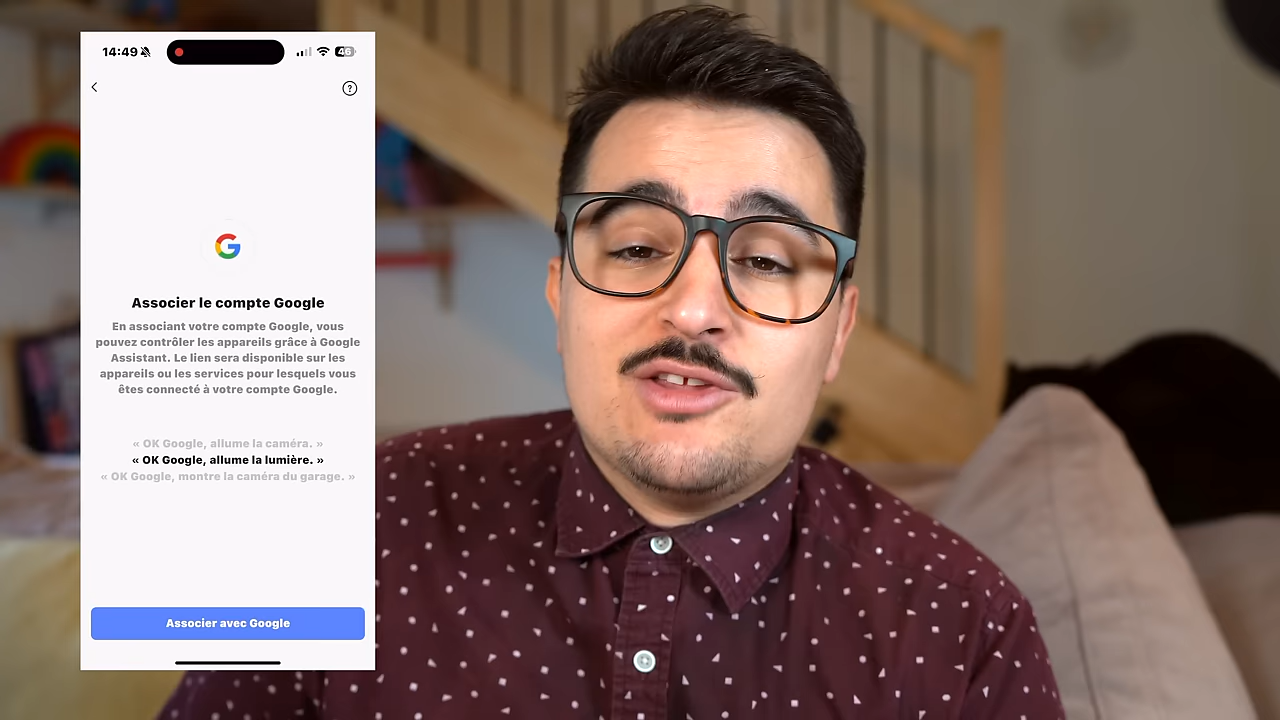 14:49
46
Associer le compte Google
En associant votre compte Google, vous
pouvez contrôler les appareils grâce à Google
Assistant. Le lien sera disponible sur les
appareils ou les services pour lesquels vous
êtes connecté à votre compte Google.
« OK Google, allume la caméra. »
« OK Google, allume la lumière. »
« OK Google, montre la caméra du garage. »
Associer avec Google